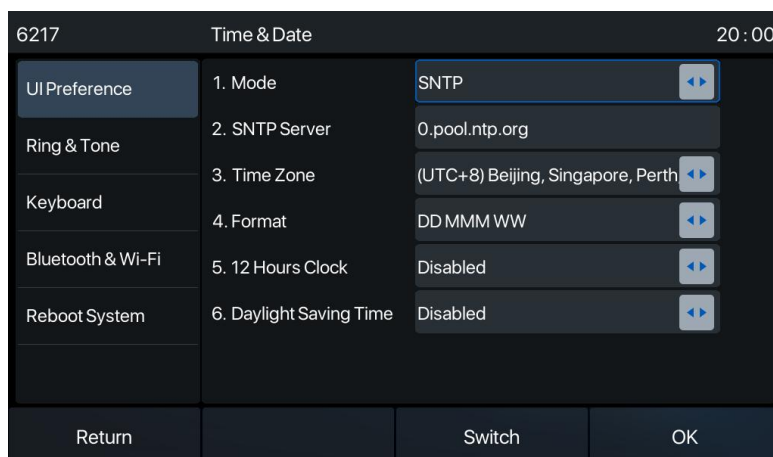 6217 Time & Date 20:00
UI Preference
Ring & Tone
Keyboard
Bluetooth & Wi-Fi
Reboot System
1. Mode SNTP
2. SNTP Server 0.pool.ntp.org
3. Time Zone (UTC+8) Beijing, Singapore, Perth,
4. Format DD MMM WW
5. 12 Hours Clock Disabled
6. Daylight Saving Time Disabled
Return Switch OK